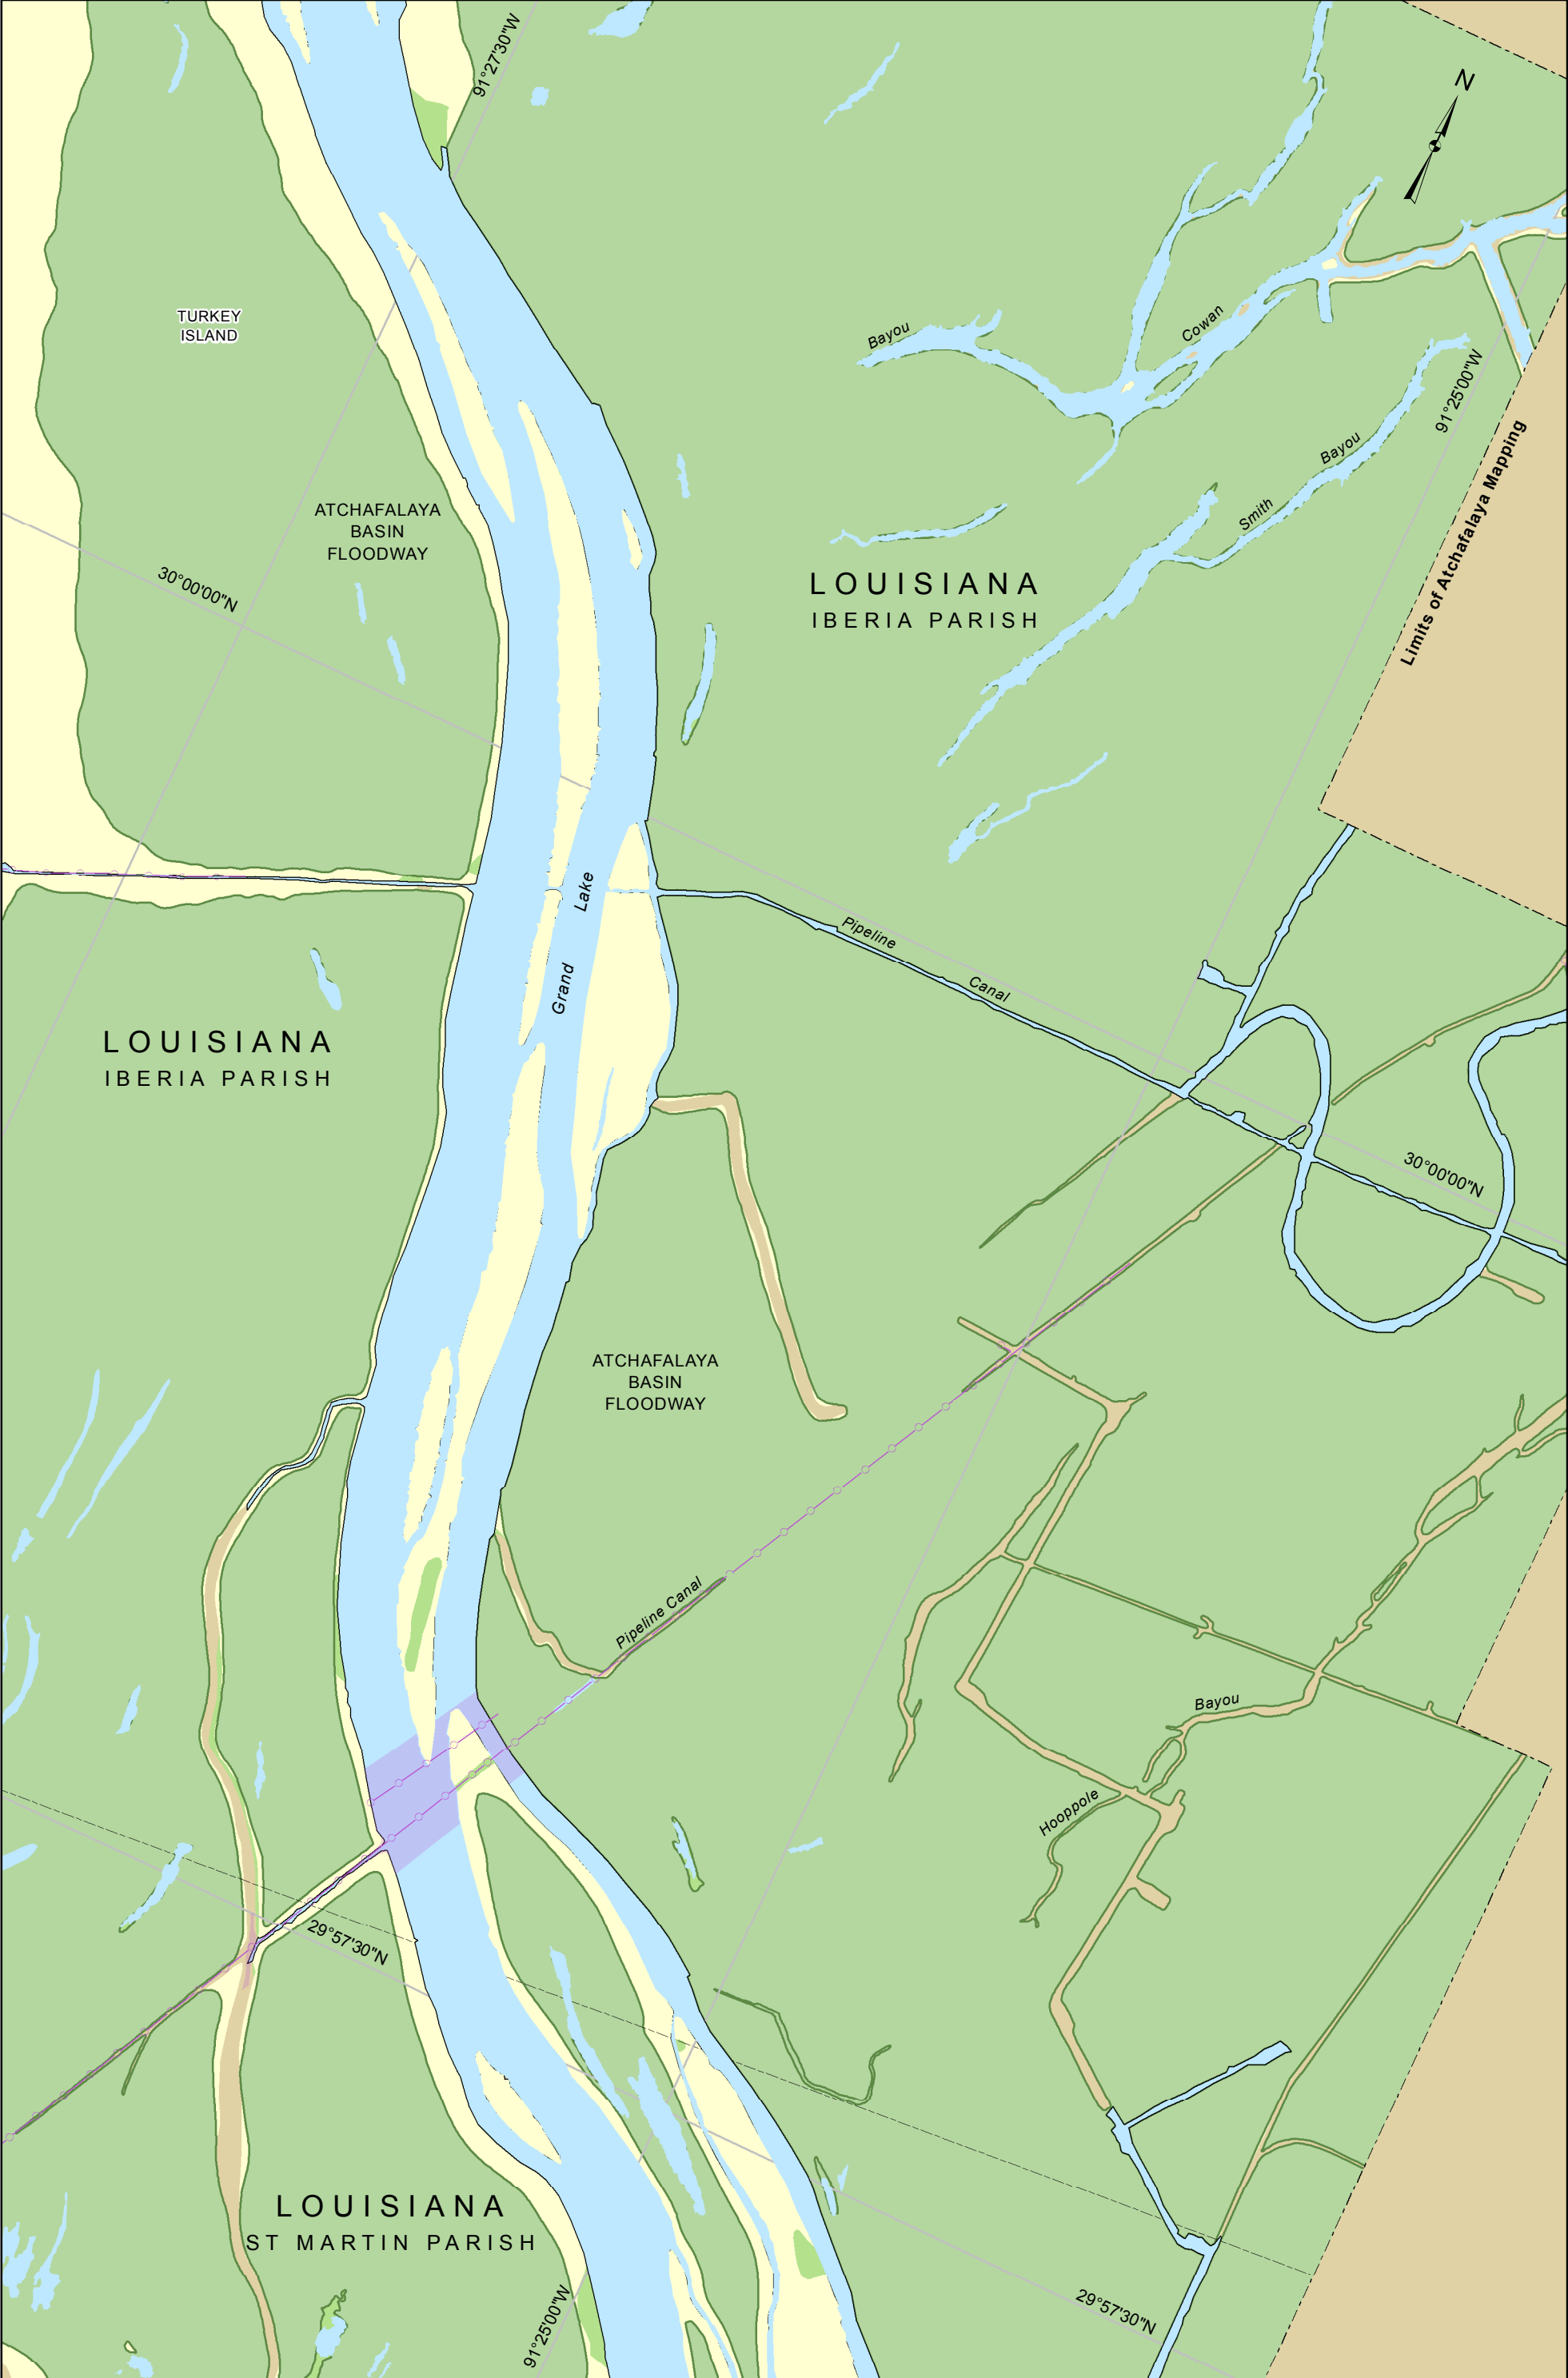 91°27'30"W
N
TURKEY
ISLAND
Bayou
Cowan
91°25'00"W
Bayou
Smith
Limits of Atchafalaya Mapping
ATCHAFALAYA
BASIN
FLOODWAY
30°00'00"N
LOUISIANA
IBERIA PARISH
Grand Lake
Pipeline
Canal
LOUISIANA
IBERIA PARISH
30°00'00"N
ATCHAFALAYA
BASIN
FLOODWAY
Pipeline Canal
Bayou
Hooppole
29°57'30"N
LOUISIANA
ST MARTIN PARISH
91°25'00"W
29°57'30"N